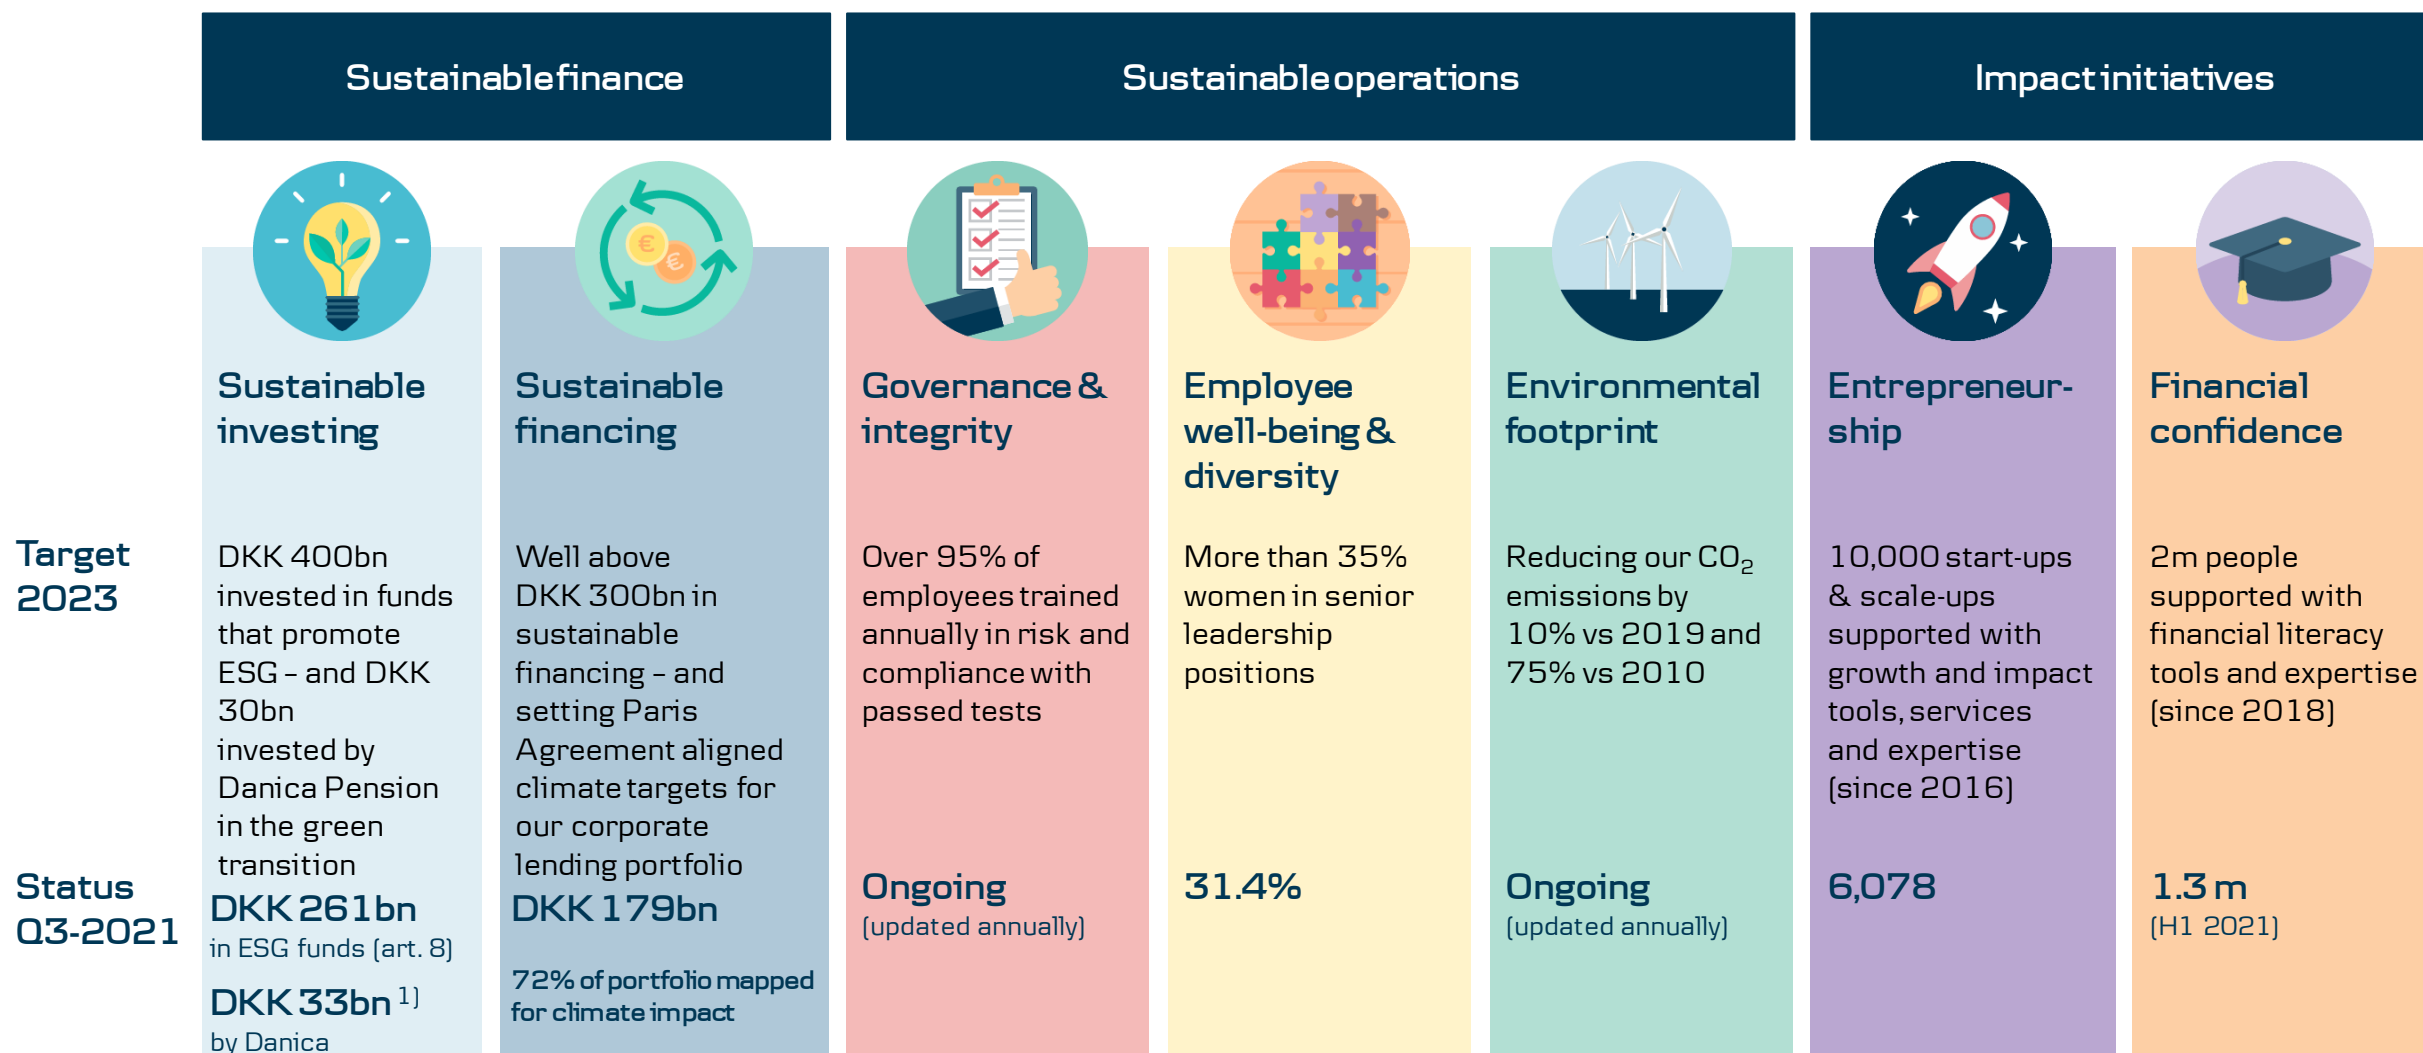 Sustainable finance
Sustainable operations
Impact initiatives
Sustainable
investing
Sustainable
financing
Governance &
integrity
Employee
well-being &
diversity
Environmental
footprint
Entrepreneur-
ship
Financial
confidence
Target
2023
DKK 400bn
invested in funds
that promote
ESG – and DKK
30bn
invested by
Danica Pension
in the green
transition
Well above
DKK 300bn in
sustainable
financing – and
setting Paris
Agreement aligned
climate targets for
our corporate
lending portfolio
Over 95% of
employees trained
annually in risk and
compliance with
passed tests
More than 35%
women in senior
leadership
positions
Reducing our CO₂
emissions by
10% vs 2019 and
75% vs 2010
10,000 start-ups
& scale-ups
supported with
growth and impact
tools, services
and expertise
(since 2016)
2m people
supported with
financial literacy
tools and expertise
(since 2018)
Status
Q3-2021
DKK 261bn
in ESG funds (art. 8)
DKK 33bn 1)
by Danica
DKK 179bn
72% of portfolio mapped
for climate impact
Ongoing
(updated annually)
31.4%
Ongoing
(updated annually)
6,078
1.3 m
(H1 2021)